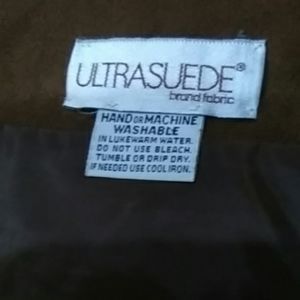 ULTRASUEDE®
brand fabric
HAND OR MACHINE
WASHABLE
IN LUKEWARM WATER.
DO NOT USE BLEACH.
TUMBLE OR DRIP DRY.
IF NEEDED USE COOL IRON.